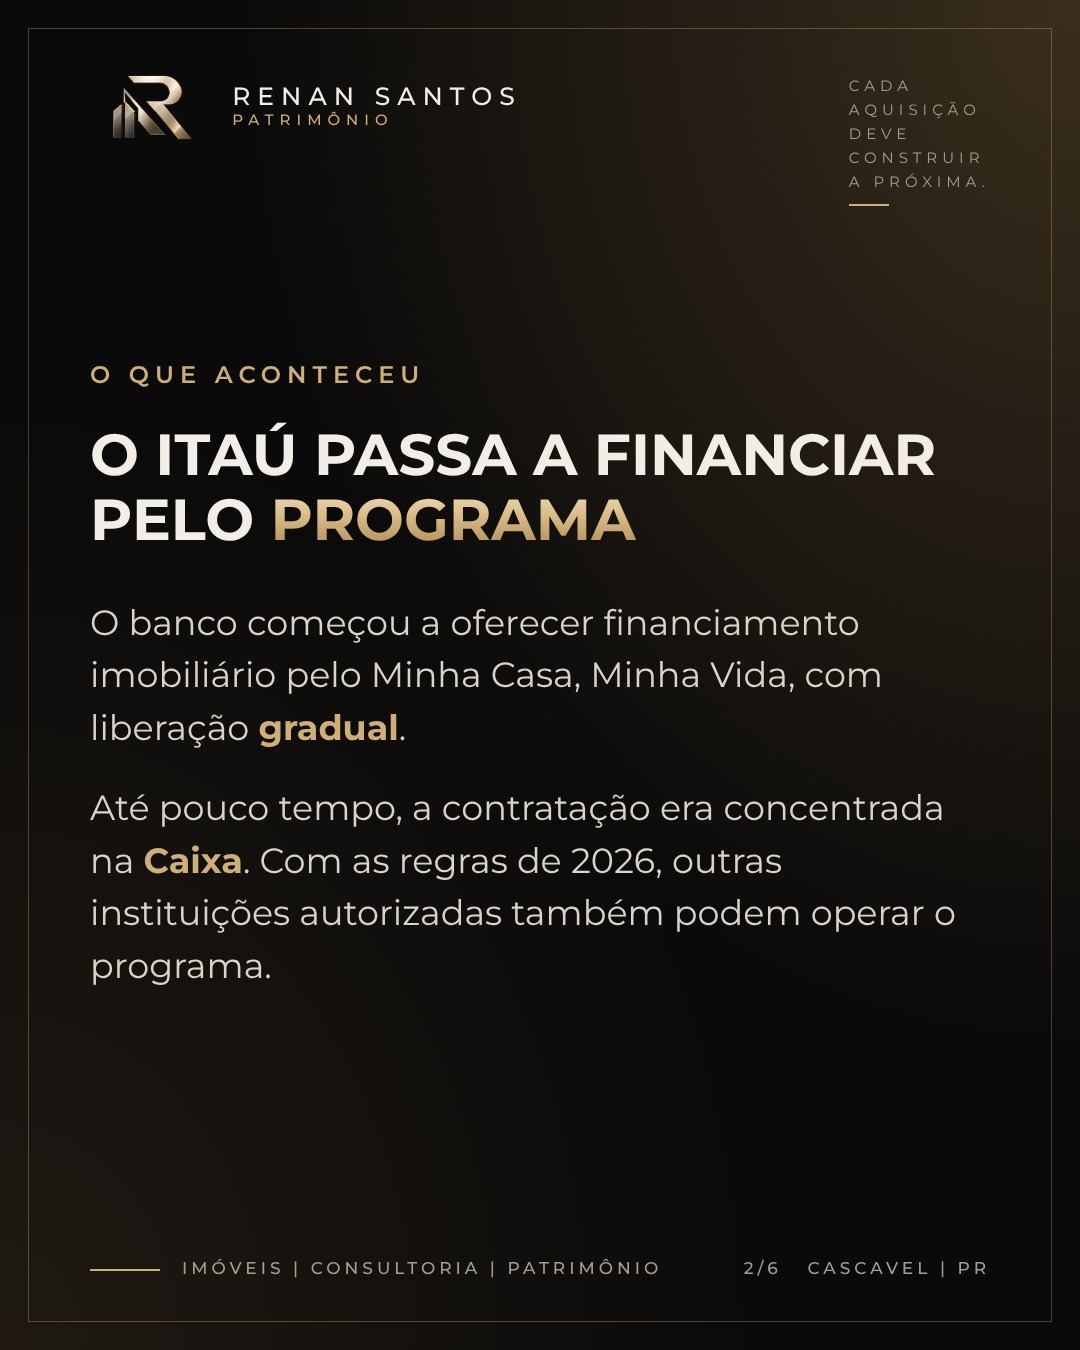 RENAN SANTOS
PATRIMÔNIO
CADA
AQUISIÇÃO
DEVE
CONSTRUIR
A PRÓXIMA.
O QUE ACONTECEU
O ITAÚ PASSA A FINANCIAR
PELO PROGRAMA
O banco começou a oferecer financiamento
imobiliário pelo Minha Casa, Minha Vida, com
liberação gradual.
Até pouco tempo, a contratação era concentrada
na Caixa. Com as regras de 2026, outras
instituições autorizadas também podem operar o
programa.
IMÓVEIS | CONSULTORIA | PATRIMÔNIO 2/6 CASCAVEL | PR